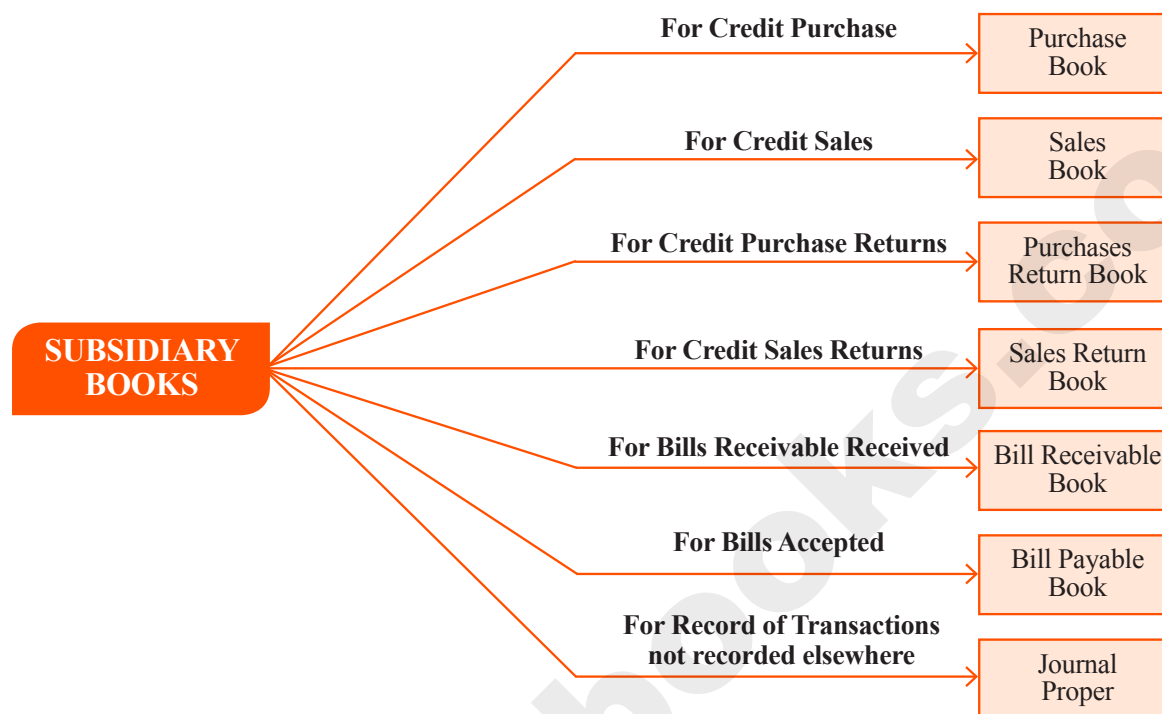 For Credit Purchase
Purchase
Book
For Credit Sales
Sales
Book
For Credit Purchase Returns
Purchases
Return Book
SUBSIDIARY
BOOKS
For Credit Sales Returns
Sales Return
Book
For Bills Receivable Received
Bill Receivable
Book
For Bills Accepted
Bill Payable
Book
For Record of Transactions
not recorded elsewhere
Journal
Proper